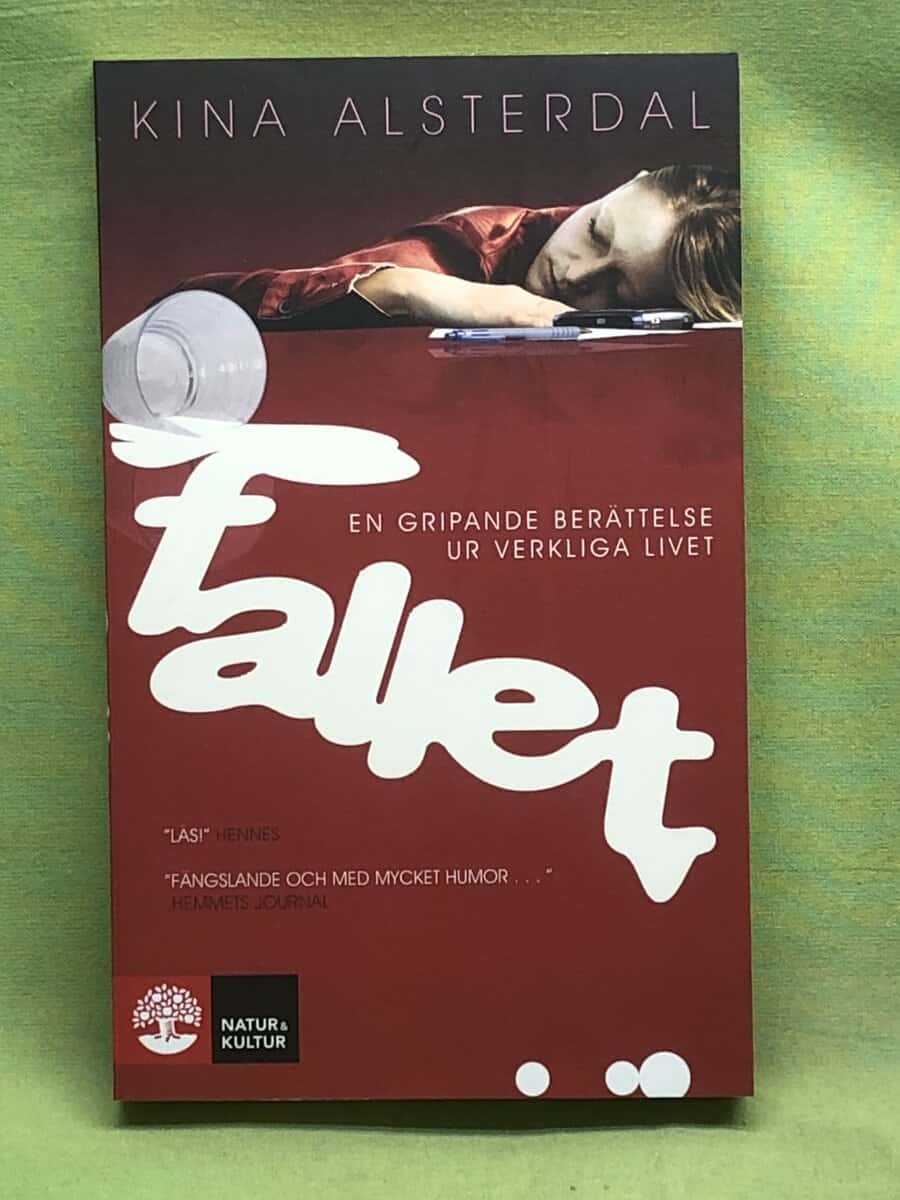 KINA ALSTERDAL
fallet
EN GRIPANDE BERÄTTELSE
UR VERKLIGA LIVET
"LÄS!" HENNES
"FÄNGSLANDE OCH MED MYCKET HUMOR . . ."
HEMMETS JOURNAL
NATUR &
KULTUR